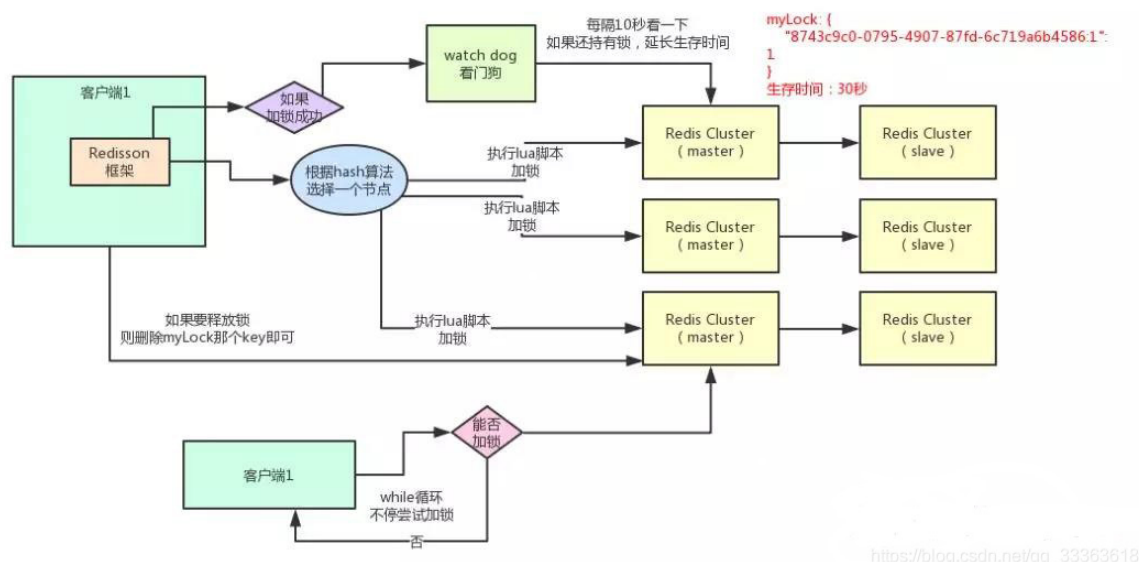 客户端1
Redisson
框架
如果
加锁成功
watch dog
看门狗
每隔10秒看一下
如果还持有锁，延长生存时间
myLock: {
"8743c9c0-0795-4907-87fd-6c719a6b4586:1":
1
}
生存时间：30秒
根据hash算法
选择一个节点
执行lua脚本
加锁
Redis Cluster
（master）
Redis Cluster
（slave）
执行lua脚本
加锁
Redis Cluster
（master）
Redis Cluster
（slave）
如果要释放锁
则删除myLock那个key即可
执行lua脚本
加锁
Redis Cluster
（master）
Redis Cluster
（slave）
能否
加锁
客户端1
while循环
不停尝试加锁
否
https://blog.csdn.net/qq_33363618